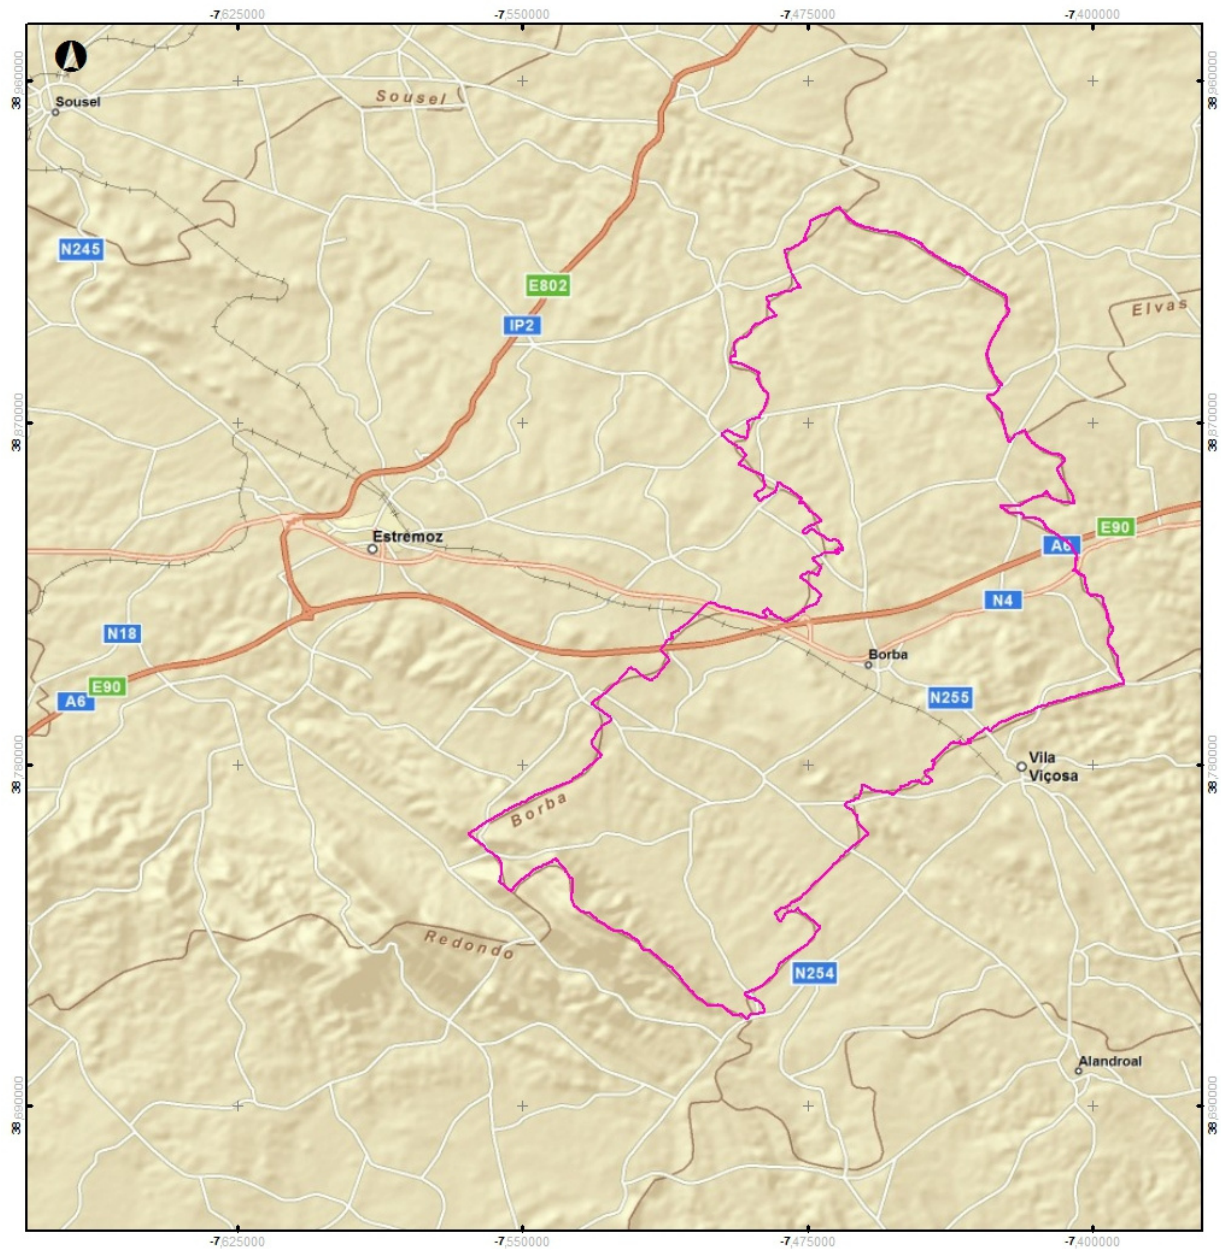 -7,625000 -7,550000 -7,475000 -7,400000
38,960000 38,960000
Sousel
Sousel
N245
E802
IP2
Elvas
38,870000 38,870000
Estremoz
E90
A6
N4
N18
Borba
E90
A6
N255
Vila
Viçosa
38,780000 38,780000
Borba
Redondo
N254
Alandroal
38,690000 38,690000
-7,625000 -7,550000 -7,475000 -7,400000